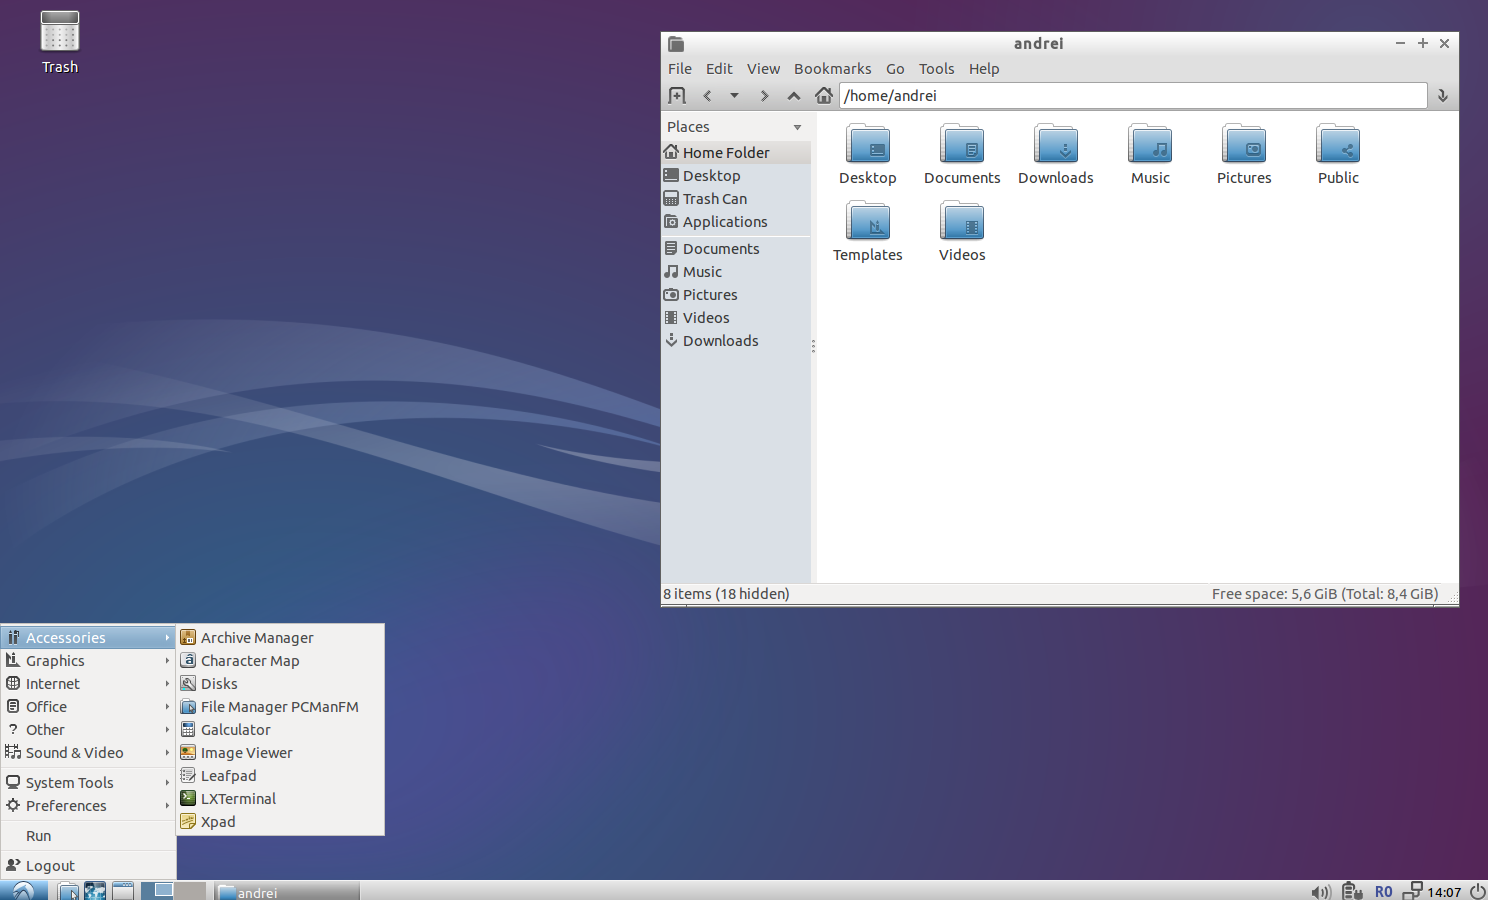 Trash
andrei
File Edit View Bookmarks Go Tools Help
/home/andrei
Places
Home Folder
Desktop
Trash Can
Applications
Documents
Music
Pictures
Videos
Downloads
Desktop Documents Downloads Music Pictures Public
Templates Videos
8 items (18 hidden) Free space: 5,6 GiB (Total: 8,4 GiB)
Accessories
Graphics
Internet
Office
Other
Sound & Video
System Tools
Preferences
Run
Logout
Archive Manager
Character Map
Disks
File Manager PCManFM
Galculator
Image Viewer
Leafpad
LXTerminal
Xpad
andrei RO 14:07